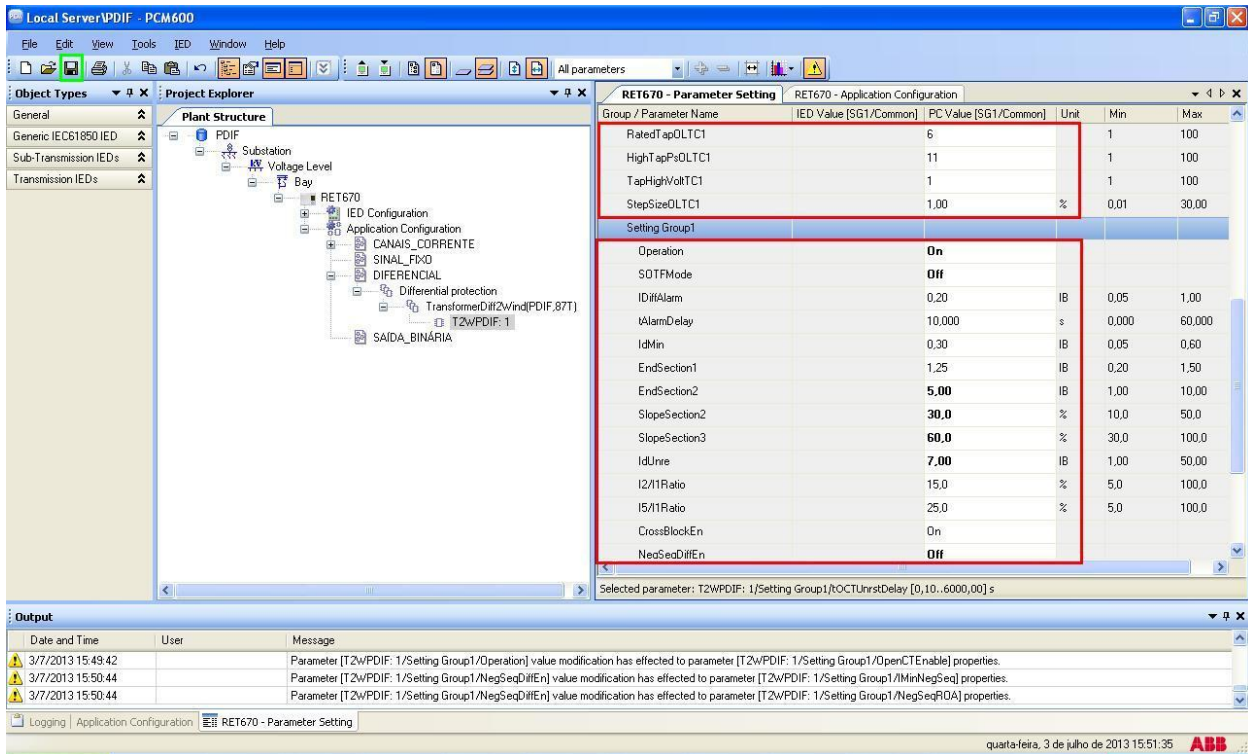 Local Server\PDIF - PCM600
File Edit View Tools IED Window Help
All parameters
Object Types
General
Generic IEC61850 IED
Sub-Transmission IEDs
Transmission IEDs
Project Explorer
Plant Structure
PDIF
Substation
Voltage Level
Bay
RET670
IED Configuration
Application Configuration
CANAIS_CORRENTE
SINAL_FIXO
DIFERENCIAL
Differential protection
TransformerDiff2Wind(PDIF,87T)
T2WPDIF: 1
SAÍDA_BINÁRIA
RET670 - Parameter Setting RET670 - Application Configuration
Group / Parameter Name IED Value [SG1/Common] PC Value [SG1/Common] Unit Min Max
RatedTapOLTC1 6 1 100
HighTapPsOLTC1 11 1 100
TapHighVoltTC1 1 1 100
StepSizeOLTC1 1,00 % 0,01 30,00
Setting Group1
Operation On
SOTFMode Off
IDiffAlarm 0,20 IB 0,05 1,00
tAlarmDelay 10,000 s 0,000 60,000
IdMin 0,30 IB 0,05 0,60
EndSection1 1,25 IB 0,20 1,50
EndSection2 5,00 IB 1,00 10,00
SlopeSection2 30,0 % 10,0 50,0
SlopeSection3 60,0 % 30,0 100,0
IdUnre 7,00 IB 1,00 50,00
I2/I1Ratio 15,0 % 5,0 100,0
I5/I1Ratio 25,0 % 5,0 100,0
CrossBlockEn On
NegSeqDiffEn Off
Selected parameter: T2WPDIF: 1/Setting Group1/tOCTUnrstDelay [0,10..6000,00] s
Output
Date and Time User Message
3/7/2013 15:49:42 Parameter [T2WPDIF: 1/Setting Group1/Operation] value modification has effected to parameter [T2WPDIF: 1/Setting Group1/OpenCTEnable] properties.
3/7/2013 15:50:44 Parameter [T2WPDIF: 1/Setting Group1/NegSeqDiffEn] value modification has effected to parameter [T2WPDIF: 1/Setting Group1/IMinNegSeq] properties.
3/7/2013 15:50:44 Parameter [T2WPDIF: 1/Setting Group1/NegSeqDiffEn] value modification has effected to parameter [T2WPDIF: 1/Setting Group1/NegSeqROA] properties.
Logging Application Configuration RET670 - Parameter Setting
quarta-feira, 3 de julho de 2013 15:51:35 ABB